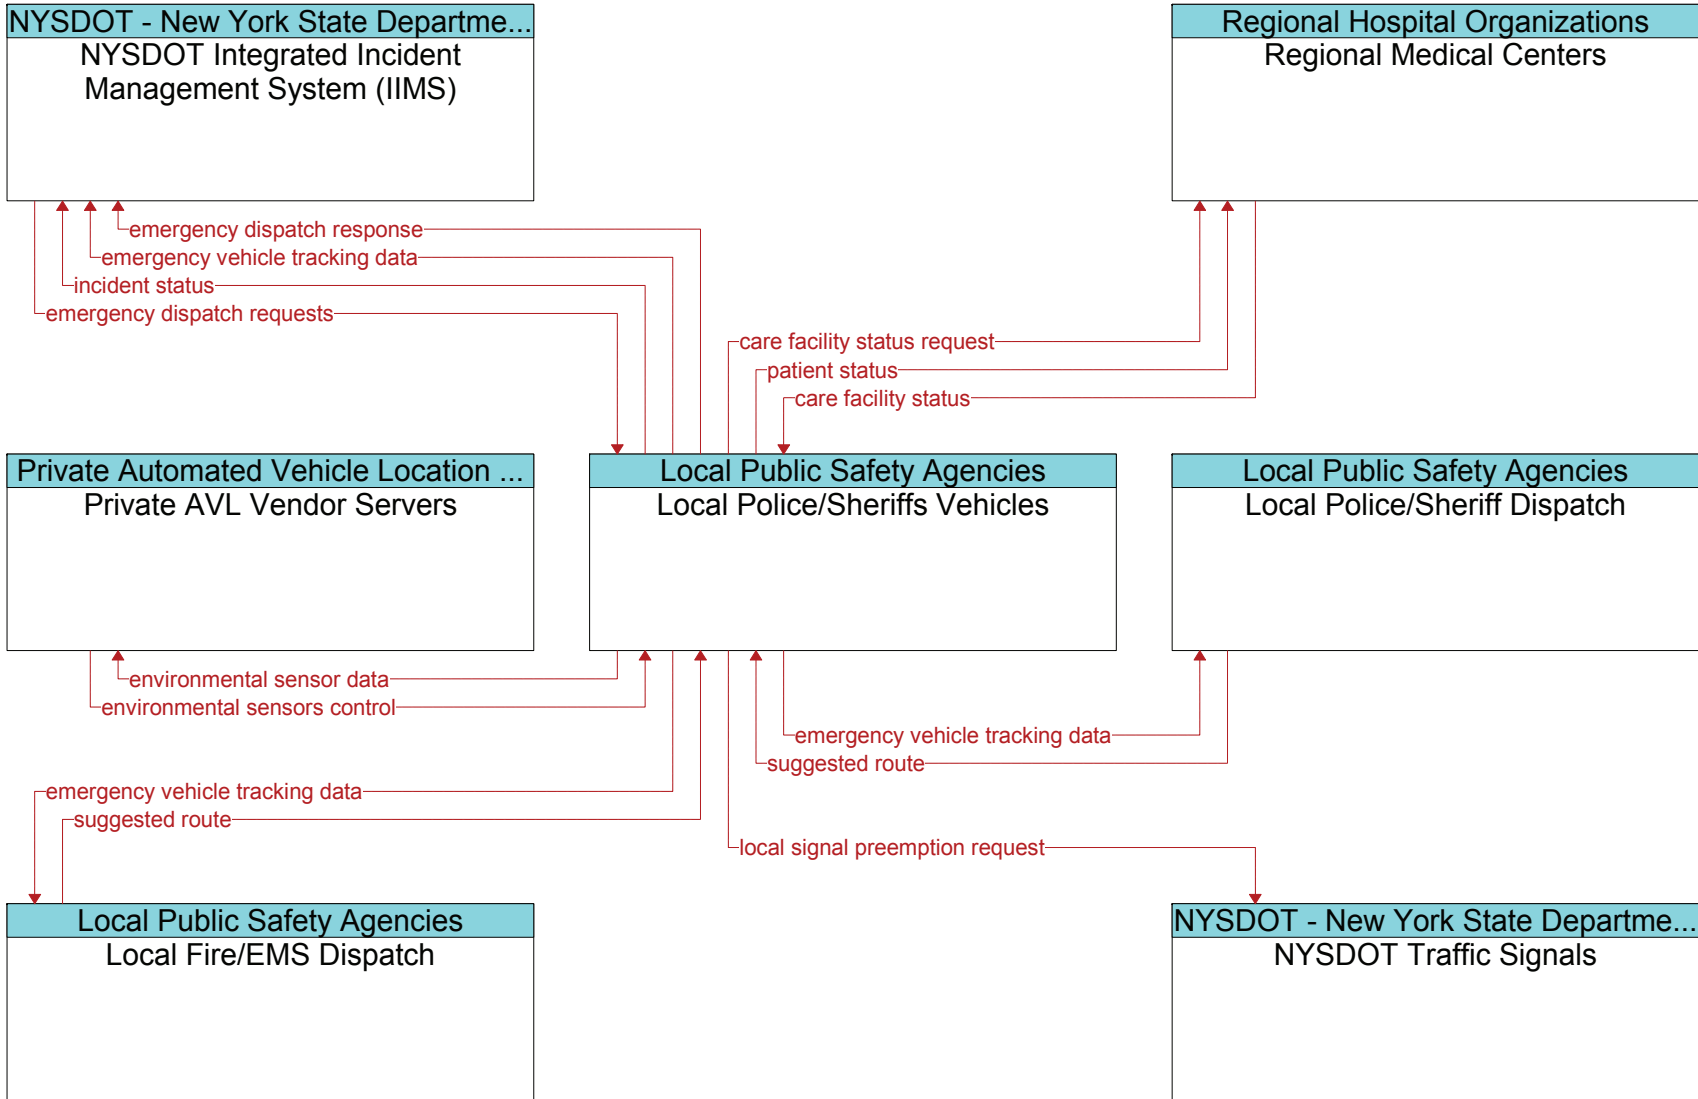 NYSDOT - New York State Departme...
NYSDOT Integrated Incident
Management System (IIMS)
Regional Hospital Organizations
Regional Medical Centers
emergency dispatch response
emergency vehicle tracking data
incident status
emergency dispatch requests
care facility status request
patient status
care facility status
Private Automated Vehicle Location ...
Private AVL Vendor Servers
Local Public Safety Agencies
Local Police/Sheriffs Vehicles
Local Public Safety Agencies
Local Police/Sheriff Dispatch
environmental sensor data
environmental sensors control
emergency vehicle tracking data
suggested route
emergency vehicle tracking data
suggested route
local signal preemption request
Local Public Safety Agencies
Local Fire/EMS Dispatch
NYSDOT - New York State Departme...
NYSDOT Traffic Signals